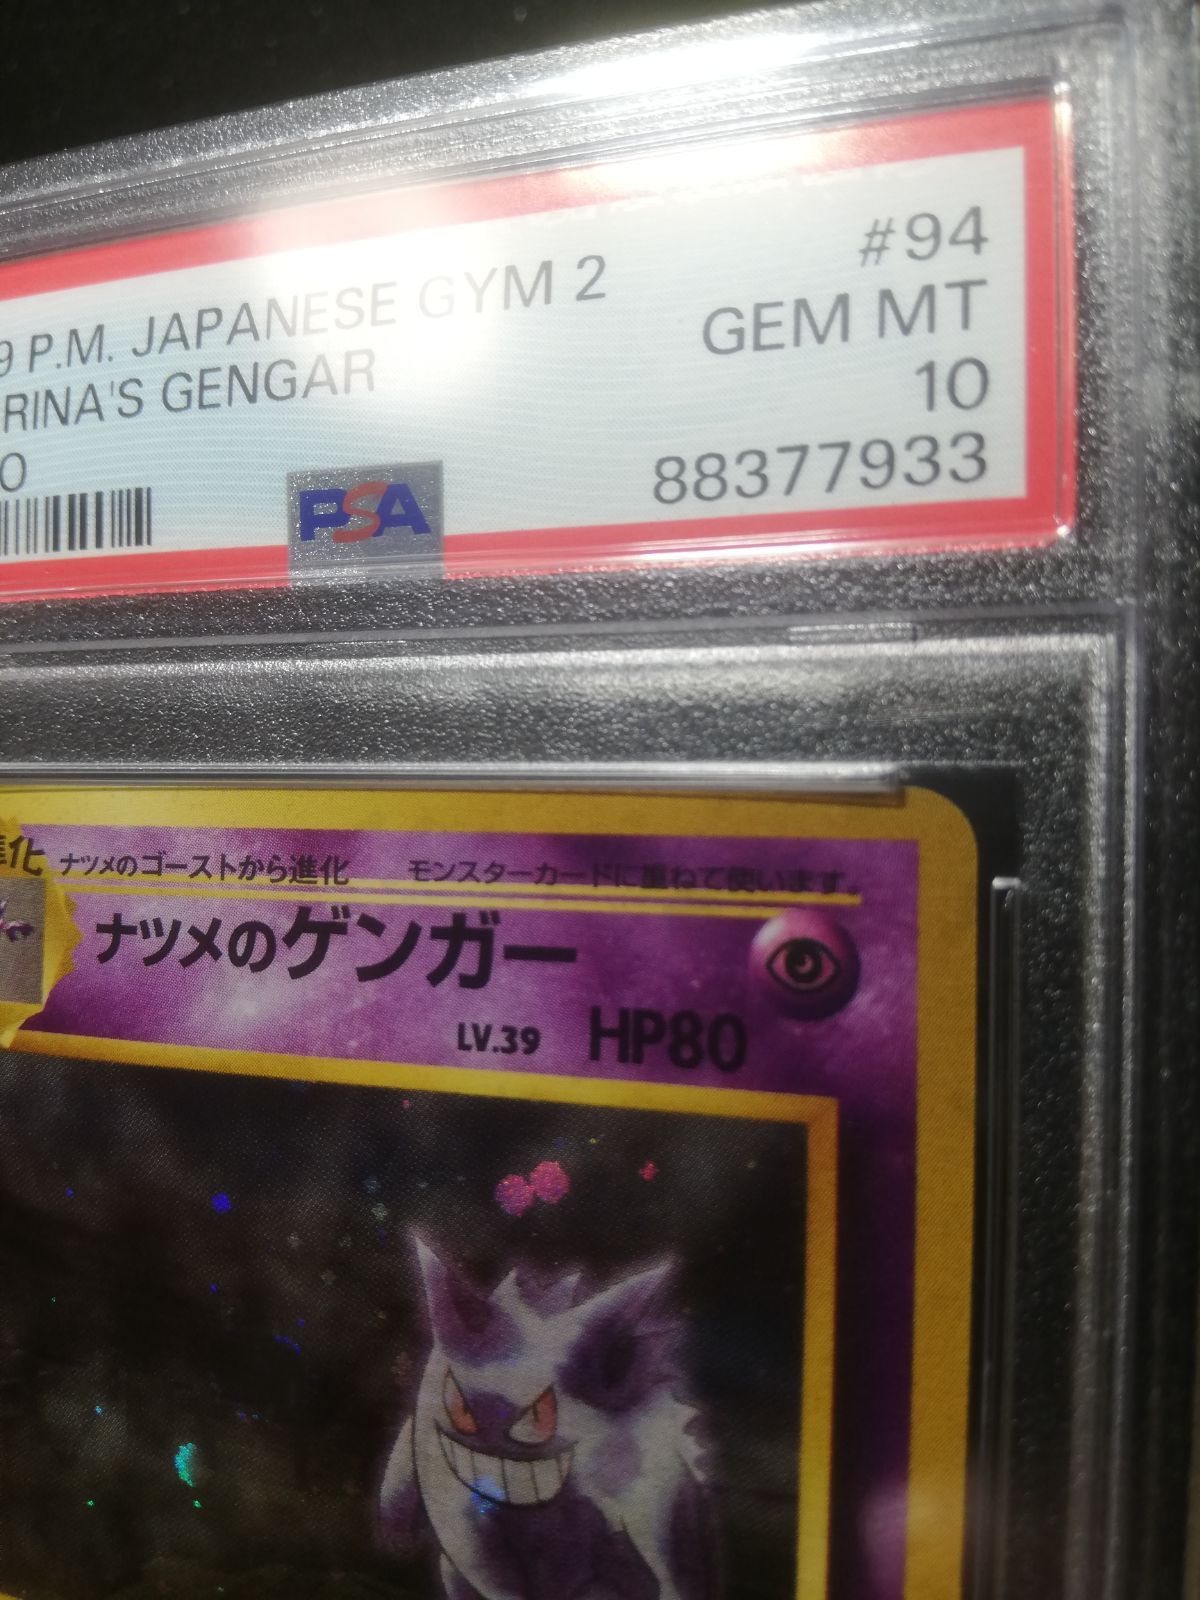 9 P.M. JAPANESE GYM 2 #94
RINA'S GENGAR GEM MT
O 10
PSA 88377933
進化
ナツメのゴーストから進化 モンスターカードに重ねて使います。
ナツメのゲンガー
LV.39 HP80